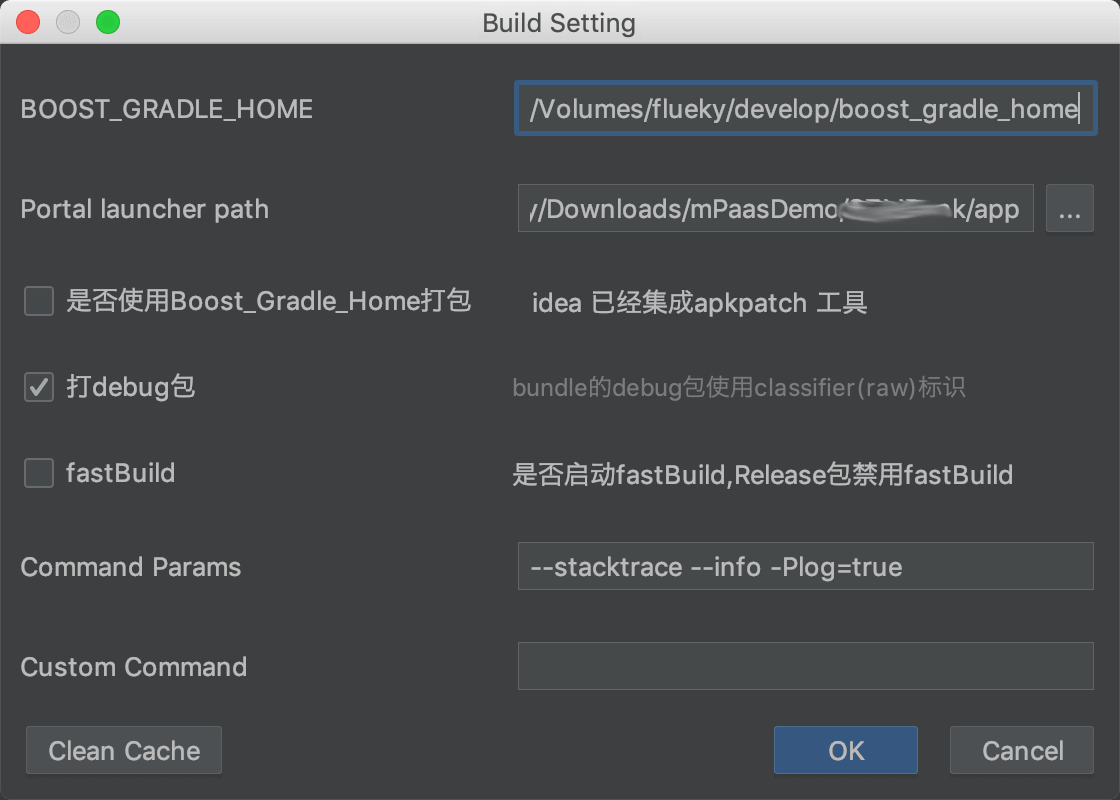 Build Setting
BOOST_GRADLE_HOME
/Volumes/flueky/develop/boost_gradle_home
Portal launcher path
y/Downloads/mPaasDemo/ k/app
...
是否使用Boost_Gradle_Home打包
idea 已经集成apkpatch 工具
打debug包
bundle的debug包使用classifier(raw)标识
fastBuild
是否启动fastBuild,Release包禁用fastBuild
Command Params
--stacktrace --info -Plog=true
Custom Command
Clean Cache
OK
Cancel